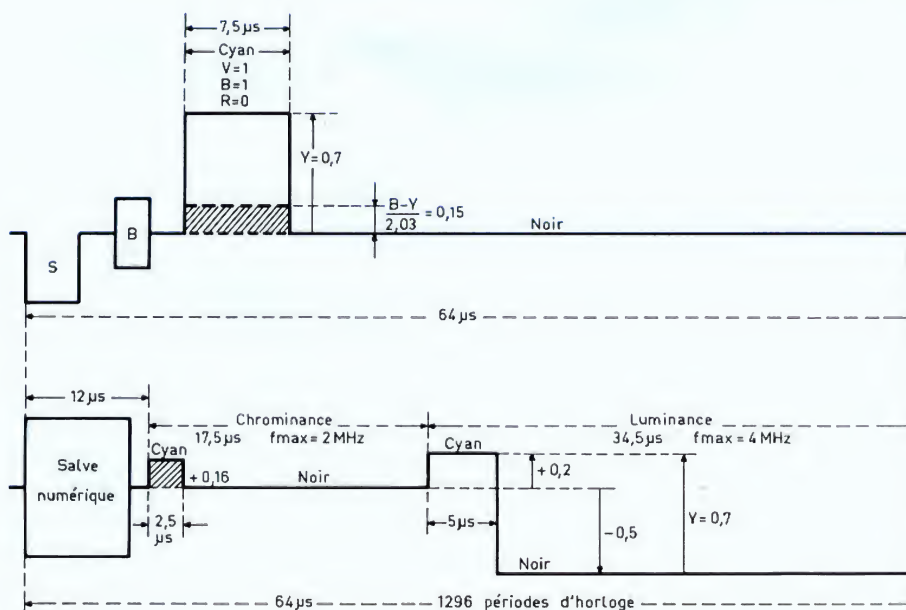 7,5 µs
Cyan
V=1
B=1
R=0
Y=0,7
B-Y
2,03
= 0,15
Noir
B
S
64 µs
12 µs
Chrominance
17,5 µs fmax = 2 MHz
Luminance
34,5 µs fmax = 4 MHz
Cyan
Cyan
+ 0,2
Salve
numérique
+ 0,16
Noir
2,5
µs
5 µs
- 0,5
Y = 0,7
Noir
64 µs 1296 périodes d'horloge